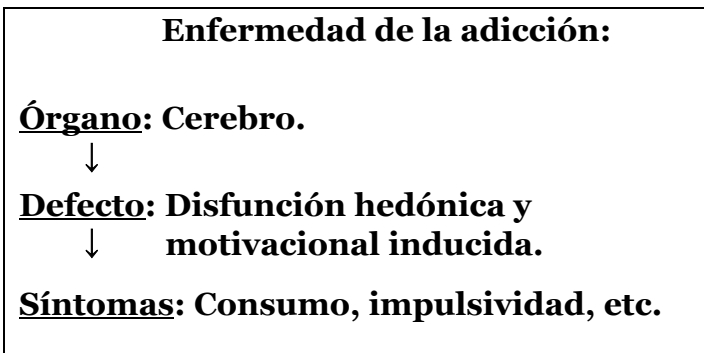 Enfermedad de la adicción:
Órgano: Cerebro.
↓
Defecto: Disfunción hedónica y
↓ motivacional inducida.
Síntomas: Consumo, impulsividad, etc.